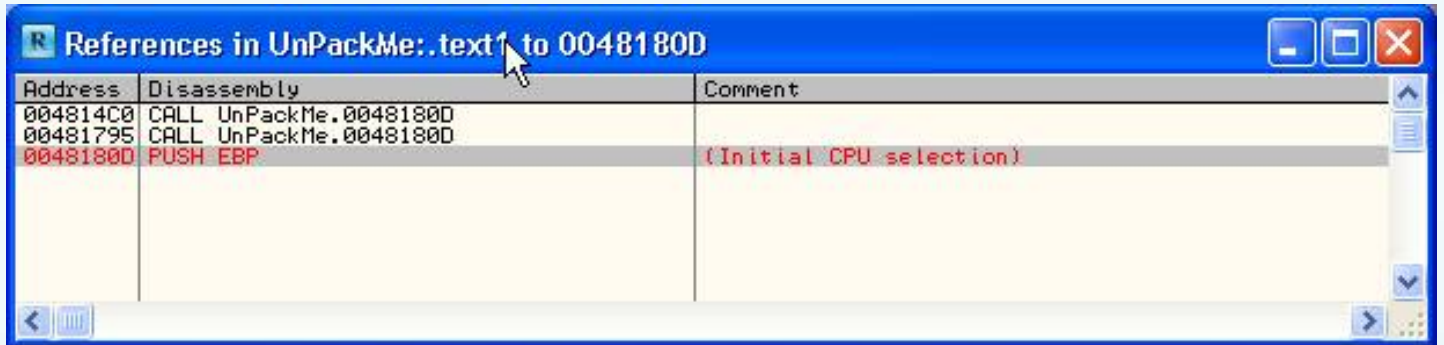 R References in UnPackMe:.text1 to 0048180D
Address Disassembly Comment
004814C0 CALL UnPackMe.0048180D
00481795 CALL UnPackMe.0048180D
0048180D PUSH EBP (Initial CPU selection)